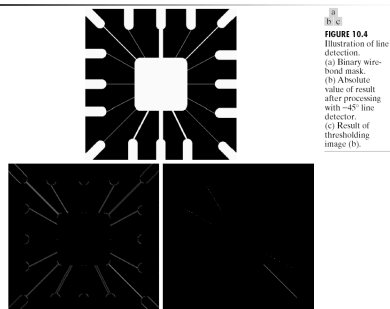 a
b c
FIGURE 10.4
Illustration of line
detection.
(a) Binary wire-
bond mask.
(b) Absolute
value of result
after processing
with −45° line
detector.
(c) Result of
thresholding
image (b).